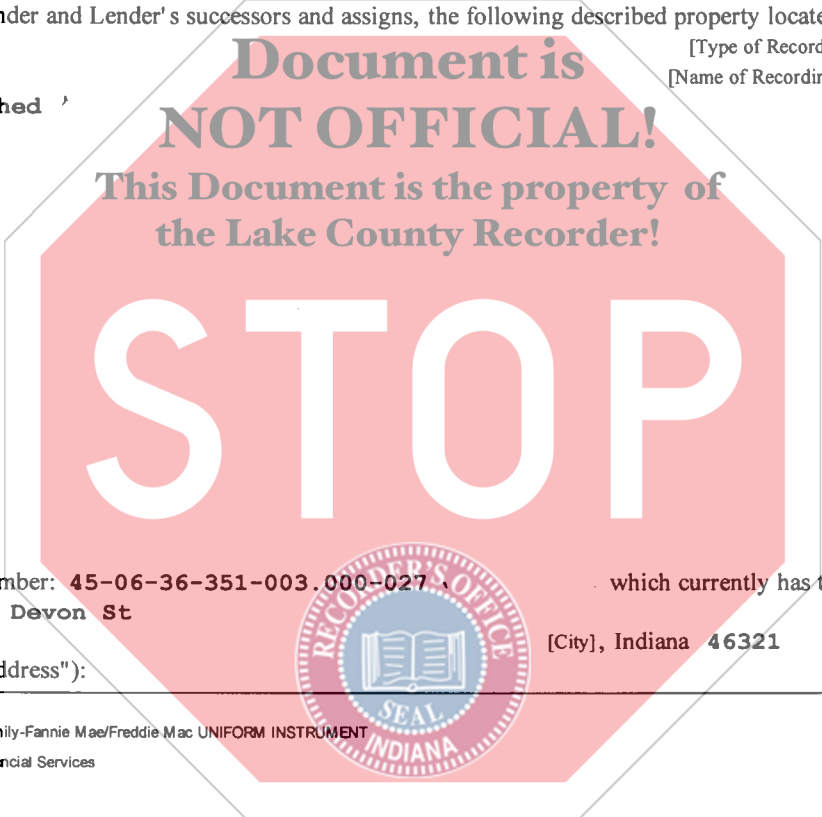 nder and Lender's successors and assigns, the following described property locate
Document is
[Type of Record
[Name of Recordin
hed
NOT OFFICIAL!
This Document is the property of
the Lake County Recorder!
STOP
mber: 45-06-36-351-003.000-027 which currently has t
Devon St
RECORDER'S OFFICE
[City], Indiana 46321
ddress"):
SEAL
INDIANA
nily-Fannie Mae/Freddie Mac UNIFORM INSTRUMENT
ncial Services